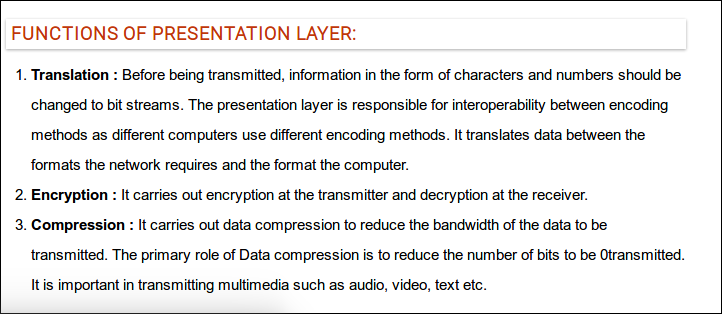 FUNCTIONS OF PRESENTATION LAYER:
1. Translation : Before being transmitted, information in the form of characters and numbers should be
changed to bit streams. The presentation layer is responsible for interoperability between encoding
methods as different computers use different encoding methods. It translates data between the
formats the network requires and the format the computer.
2. Encryption : It carries out encryption at the transmitter and decryption at the receiver.
3. Compression : It carries out data compression to reduce the bandwidth of the data to be
transmitted. The primary role of Data compression is to reduce the number of bits to be 0transmitted.
It is important in transmitting multimedia such as audio, video, text etc.